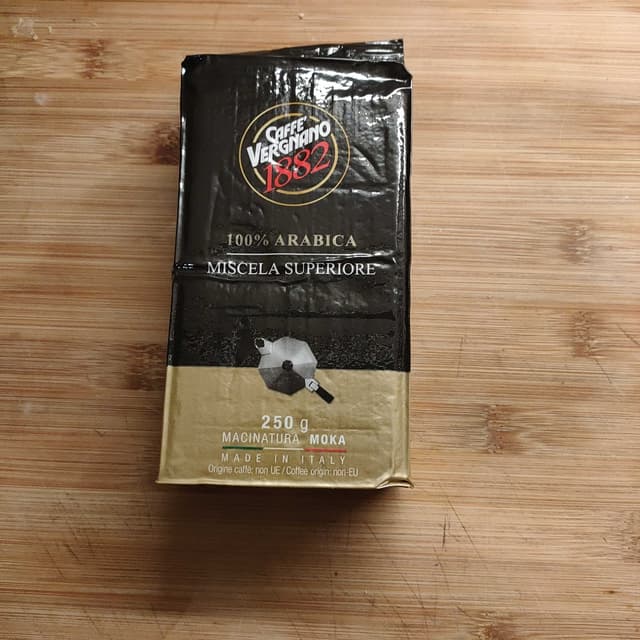 CAFFÈ
VERGNANO
1882
100% ARABICA
MISCELA SUPERIORE
250 g
MACINATURA MOKA
MADE IN ITALY
Origine caffè: non UE / Coffee origin: non-EU